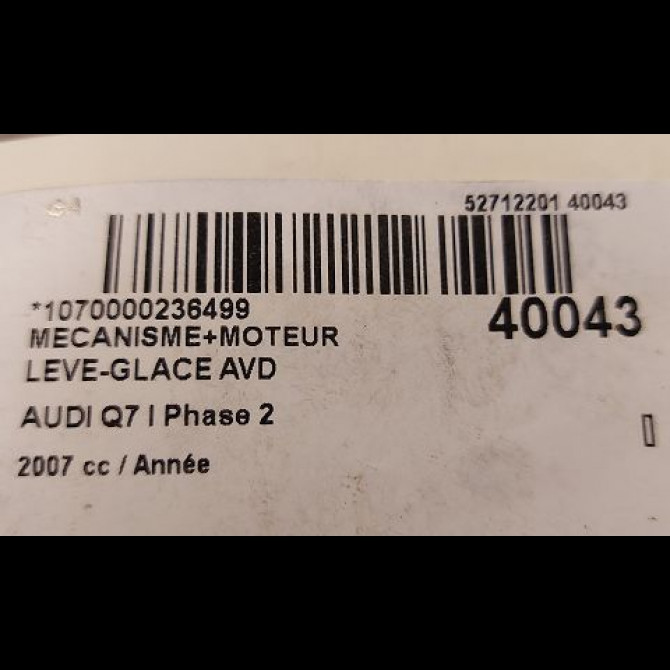 52712201 40043
*1070000236499
40043
MECANISME+MOTEUR
LEVE-GLACE AVD
AUDI Q7 I Phase 2
2007 cc / Année